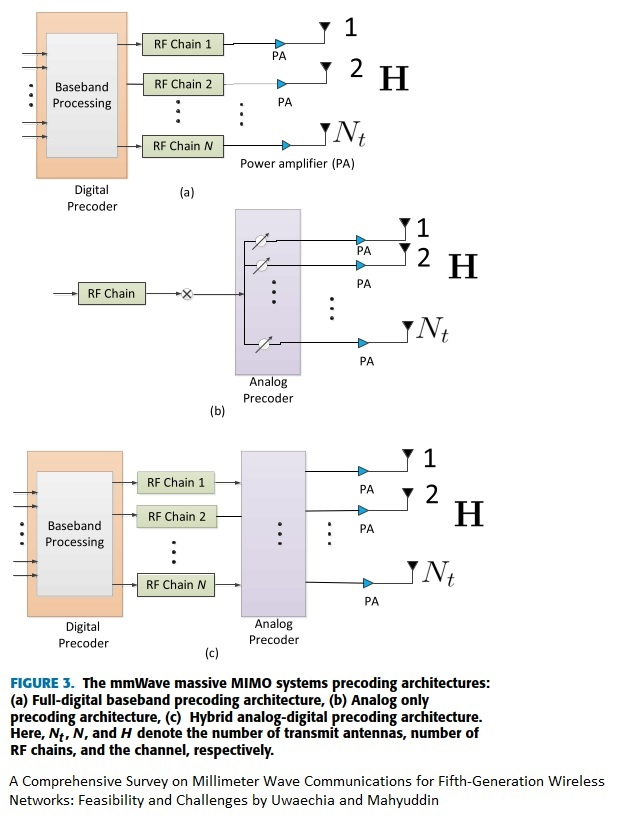 RF Chain 1
PA
1
RF Chain 2
PA
2
H
Baseband
Processing
RF Chain N
N_t
Power amplifier (PA)
Digital
Precoder
(a)
1
PA
2
H
PA
RF Chain
N_t
PA
Analog
Precoder
(b)
RF Chain 1
1
PA
RF Chain 2
2
H
PA
Baseband
Processing
RF Chain N
N_t
PA
Digital
Precoder
Analog
Precoder
(c)
FIGURE 3. The mmWave massive MIMO systems precoding architectures:
(a) Full-digital baseband precoding architecture, (b) Analog only
precoding architecture, (c) Hybrid analog-digital precoding architecture.
Here, N_t, N, and H denote the number of transmit antennas, number of
RF chains, and the channel, respectively.
A Comprehensive Survey on Millimeter Wave Communications for Fifth-Generation Wireless
Networks: Feasibility and Challenges by Uwaechia and Mahyuddin